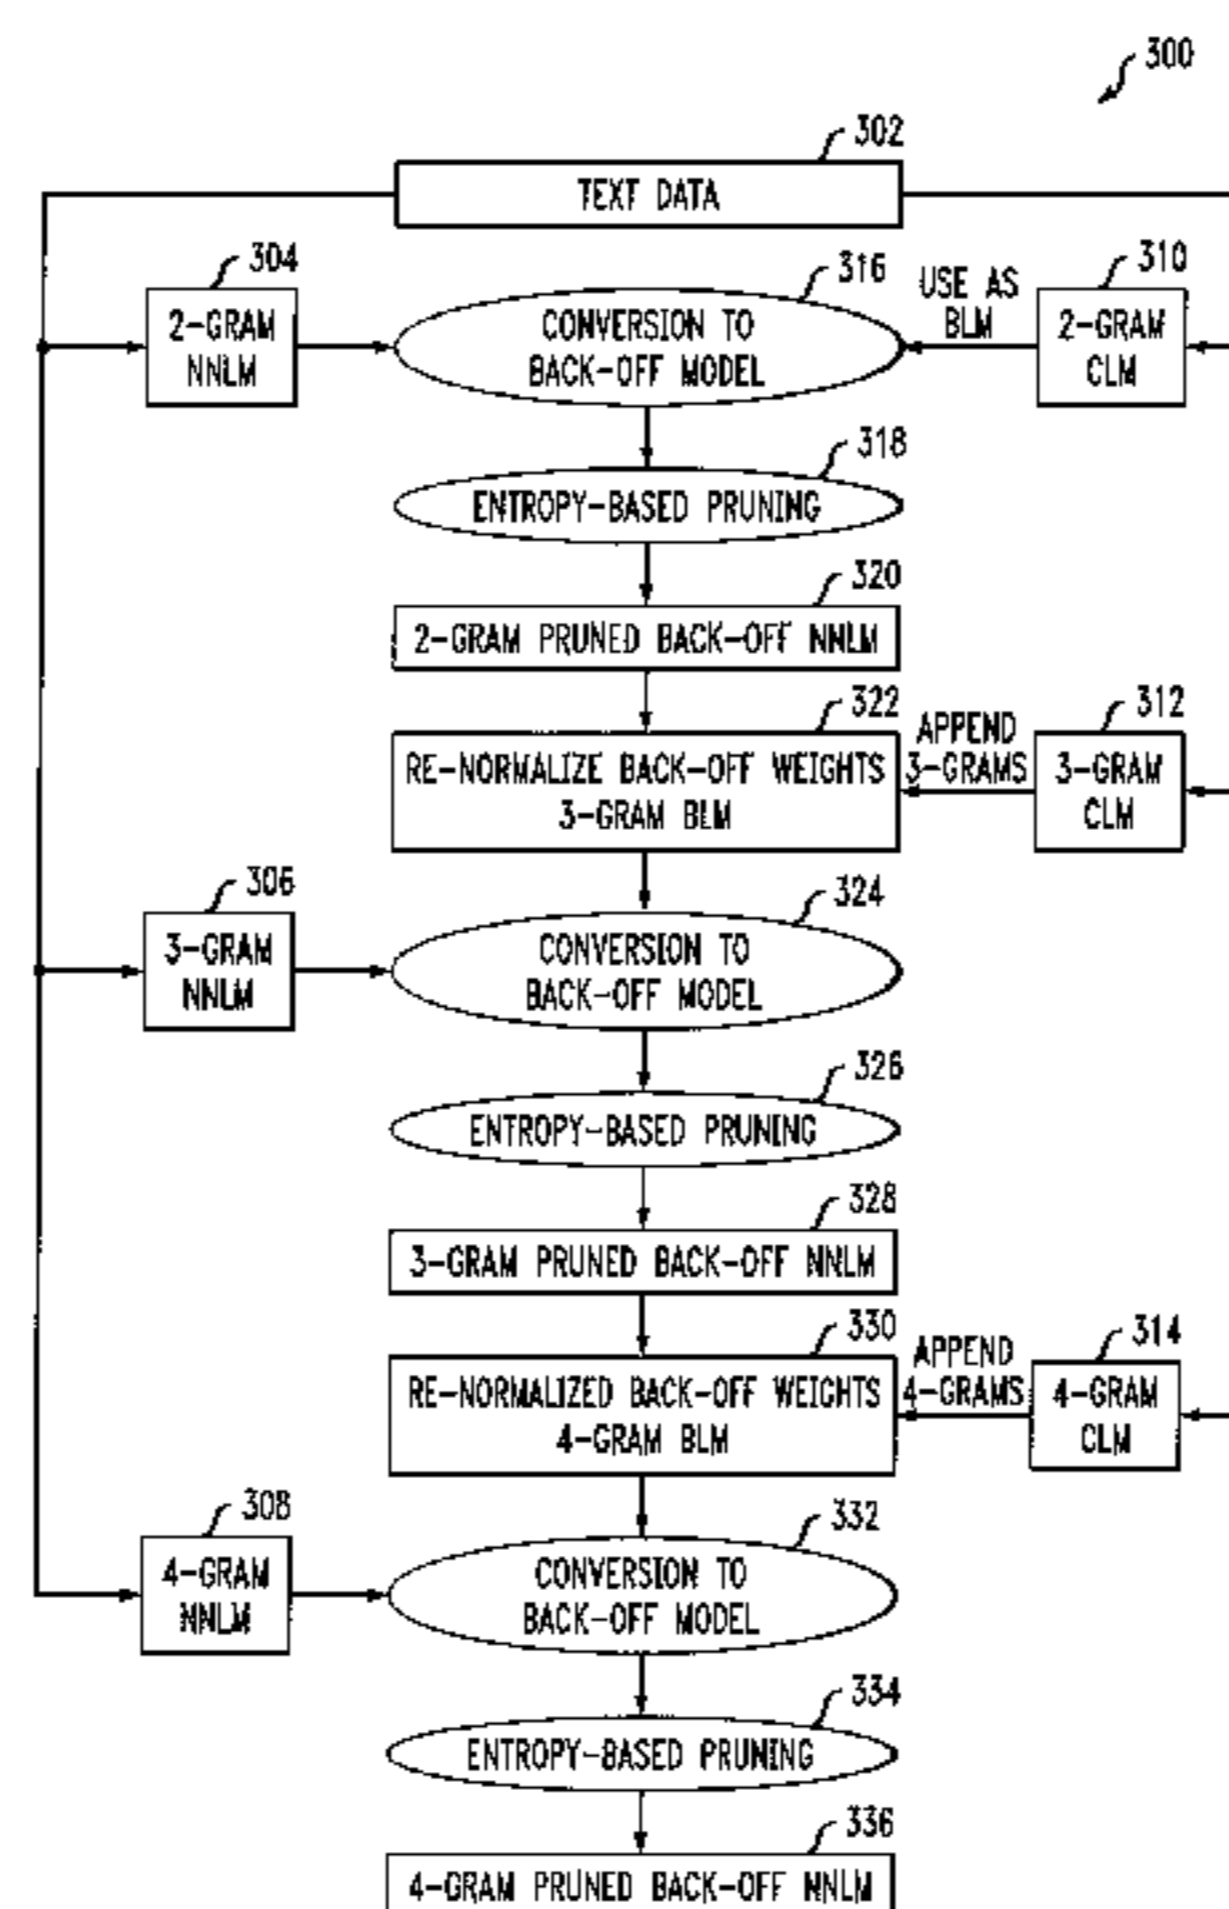 300
302
TEXT DATA
304
316
USE AS
BLM
310
2-GRAM
NNLM
CONVERSION TO
BACK-OFF MODEL
2-GRAM
CLM
318
ENTROPY-BASED PRUNING
320
2-GRAM PRUNED BACK-OFF NNLM
322
APPEND
3-GRAMS
312
RE-NORMALIZE BACK-OFF WEIGHTS
3-GRAM BLM
3-GRAM
CLM
306
324
3-GRAM
NNLM
CONVERSION TO
BACK-OFF MODEL
326
ENTROPY-BASED PRUNING
328
3-GRAM PRUNED BACK-OFF NNLM
330
APPEND
4-GRAMS
314
RE-NORMALIZED BACK-OFF WEIGHTS
4-GRAM BLM
4-GRAM
CLM
308
332
4-GRAM
NNLM
CONVERSION TO
BACK-OFF MODEL
334
ENTROPY-BASED PRUNING
336
4-GRAM PRUNED BACK-OFF NNLM